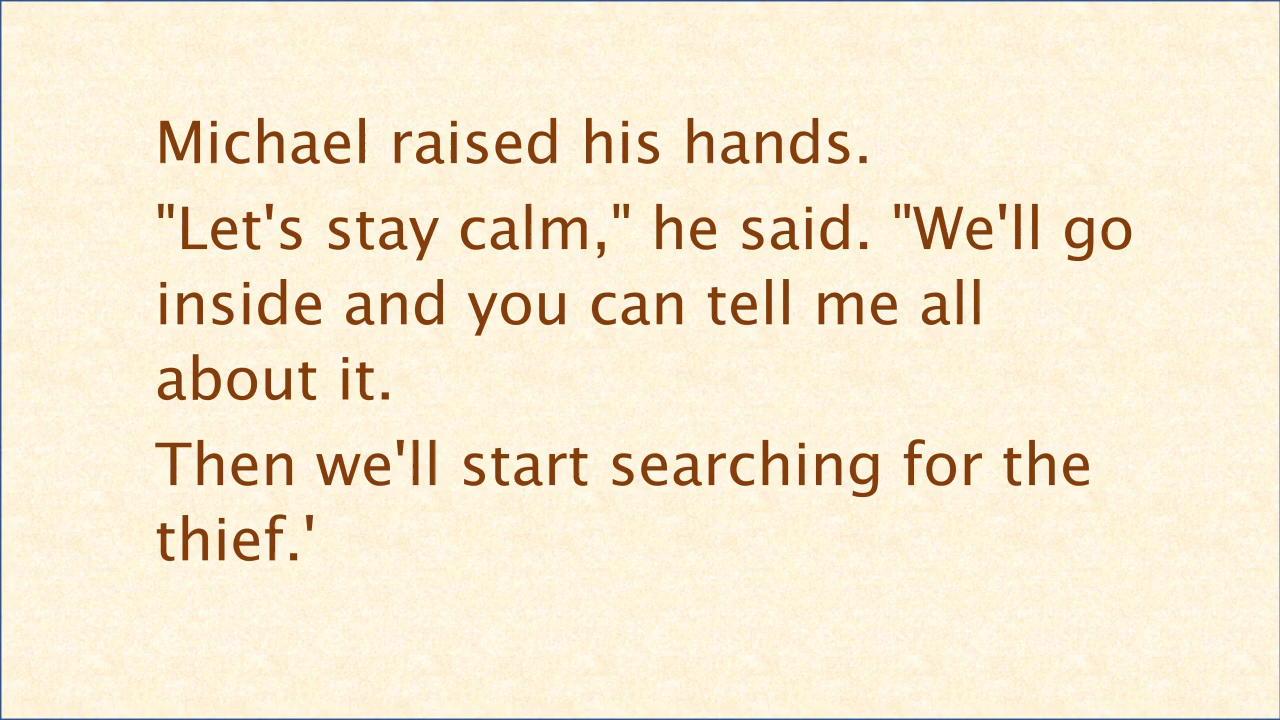 Michael raised his hands.
"Let's stay calm," he said. "We'll go
inside and you can tell me all
about it.
Then we'll start searching for the
thief.'